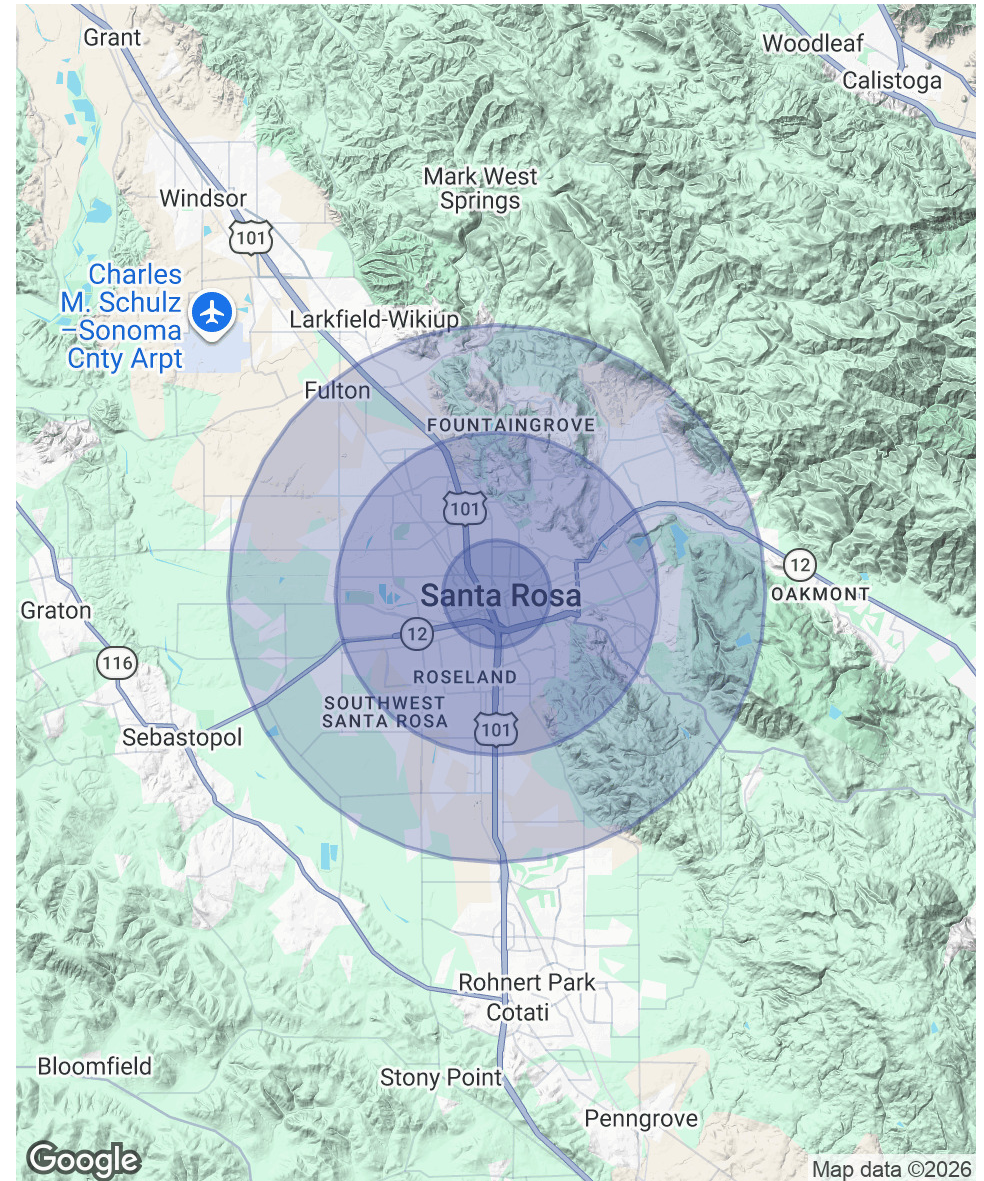 Grant
Woodleaf
Calistoga
Mark West
Springs
Windsor
101
Charles
M. Schulz
–Sonoma
Cnty Arpt
Larkfield-Wikiup
Fulton
FOUNTAINGROVE
101
12
OAKMONT
Santa Rosa
Graton
12
116
ROSELAND
SOUTHWEST
SANTA ROSA
101
Sebastopol
Rohnert Park
Cotati
Bloomfield
Stony Point
Penngrove
Google
Map data ©2026